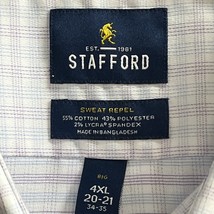 EST. 1981
STAFFORD
SWEAT REPEL
55% COTTON 43% POLYESTER
2% LYCRA® SPANDEX
MADE IN BANGLADESH
BIG
4XL
20-21
34-35